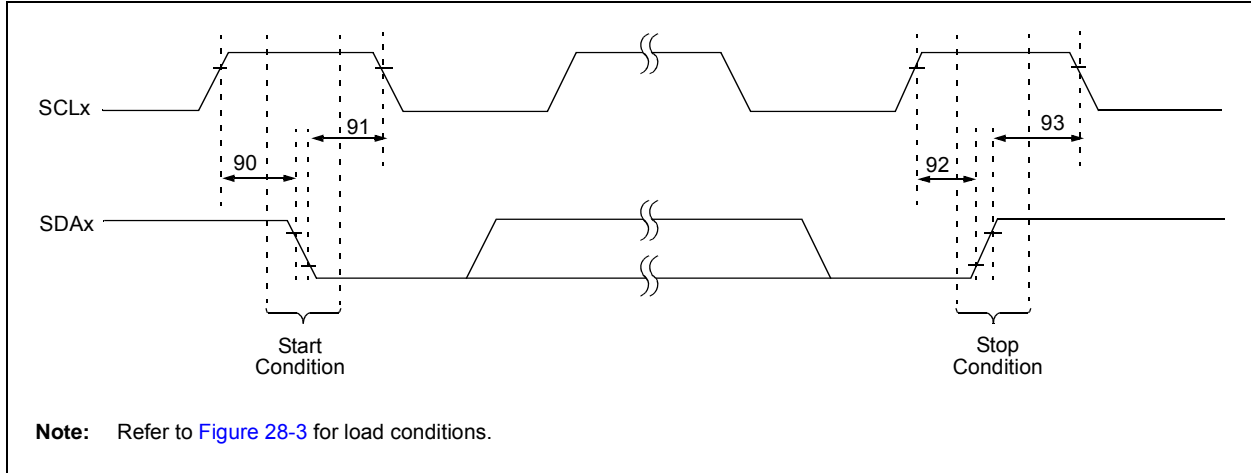 SCLx
91
93
90
92
SDAx
Start
Condition
Stop
Condition
Note: Refer to Figure 28-3 for load conditions.